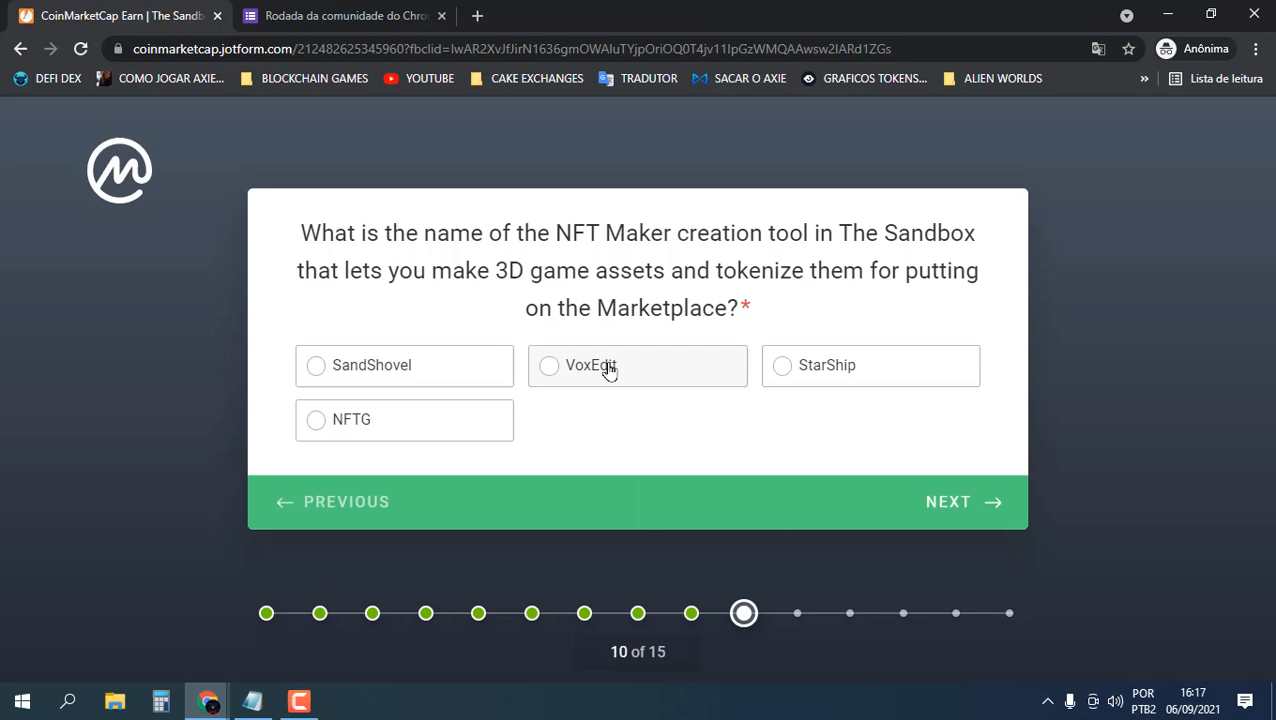 CoinMarketCap Earn | The Sandb
Rodada da comunidade do Chro
coinmarketcap.jotform.com/212482625345960?fbclid=IwAR2XvJfJirN1636gmOWAluTYjpOriOQ0T4jv11IpGzWMQAAwsw2IARd1ZGs
Anônima
DEFI DEX
COMO JOGAR AXIE...
BLOCKCHAIN GAMES
YOUTUBE
CAKE EXCHANGES
TRADUTOR
SACAR O AXIE
GRAFICOS TOKENS...
ALIEN WORLDS
»
Lista de leitura
What is the name of the NFT Maker creation tool in The Sandbox
that lets you make 3D game assets and tokenize them for putting
on the Marketplace?*
SandShovel
VoxEdit
StarShip
NFTG
← PREVIOUS
NEXT →
10 of 15
POR
PTB2
16:17
06/09/2021